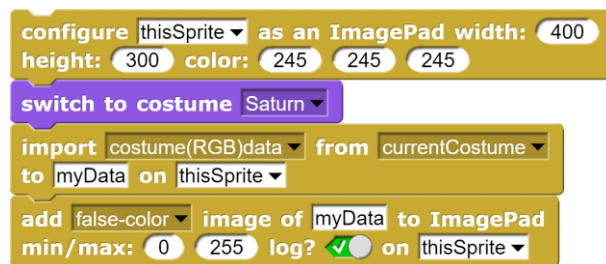 configure thisSprite as an ImagePad width: 400
height: 300 color: 245 245 245
switch to costume Saturn
import costume(RGB)data from currentCostume
to myData on thisSprite
add false-color image of myData to ImagePad
min/max: 0 255 log? on thisSprite